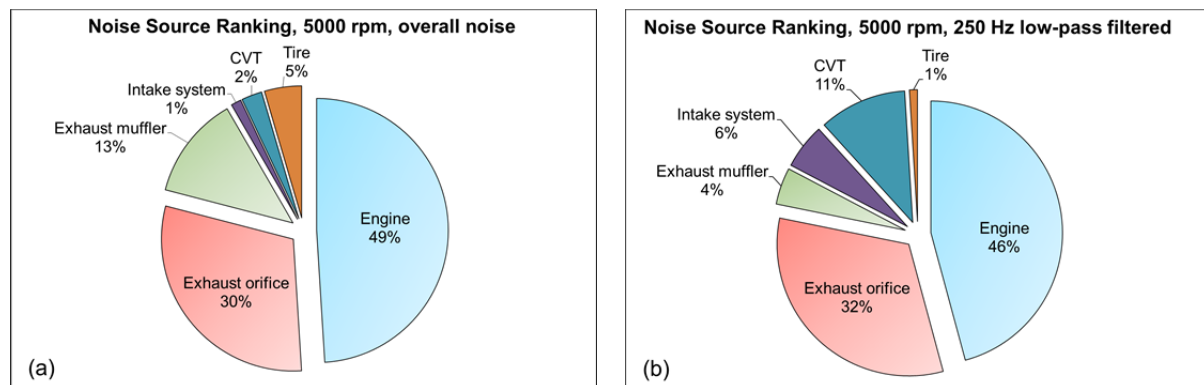 Noise Source Ranking, 5000 rpm, overall noise
CVT
2%
Tire
5%
Intake system
1%
Exhaust muffler
13%
Engine
49%
Exhaust orifice
30%
(a)
Noise Source Ranking, 5000 rpm, 250 Hz low-pass filtered
Tire
1%
CVT
11%
Intake system
6%
Exhaust muffler
4%
Engine
46%
Exhaust orifice
32%
(b)